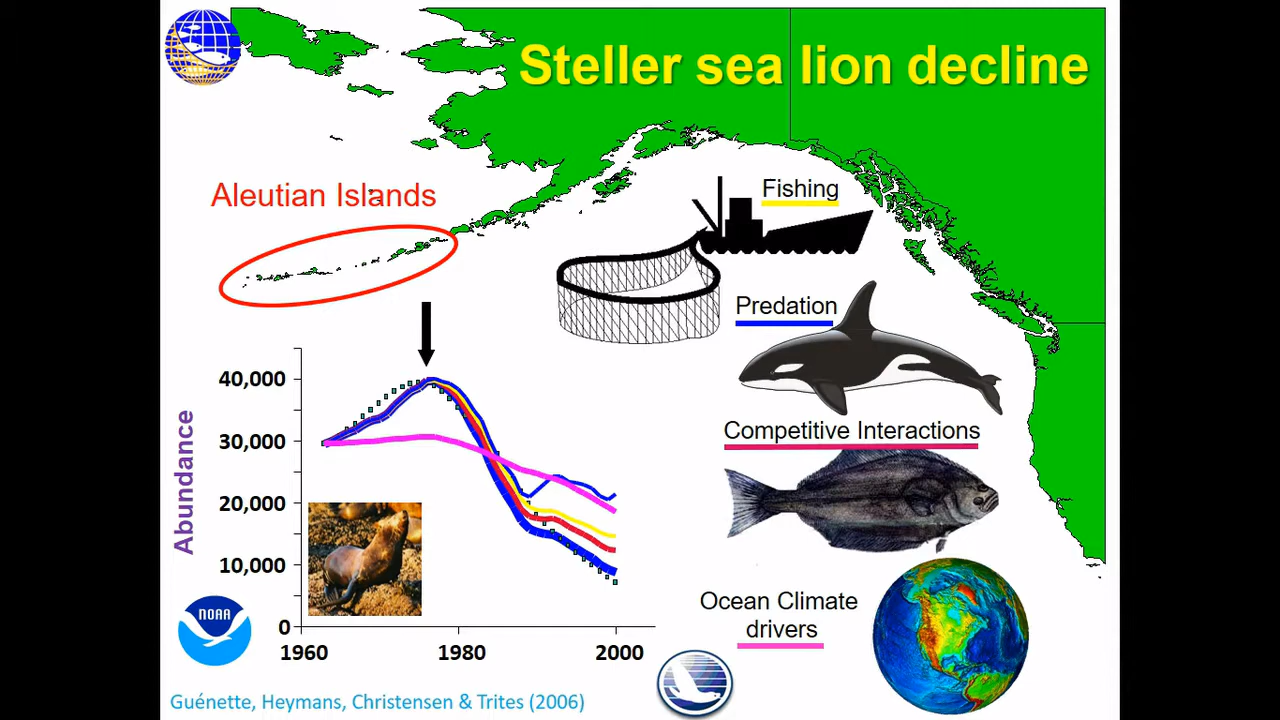 Steller sea lion decline
Aleutian Islands
Fishing
Predation
Competitive Interactions
Ocean Climate
drivers
Abundance
40,000
30,000
20,000
10,000
0
1960
1980
2000
NOAA
Guénette, Heymans, Christensen & Trites (2006)